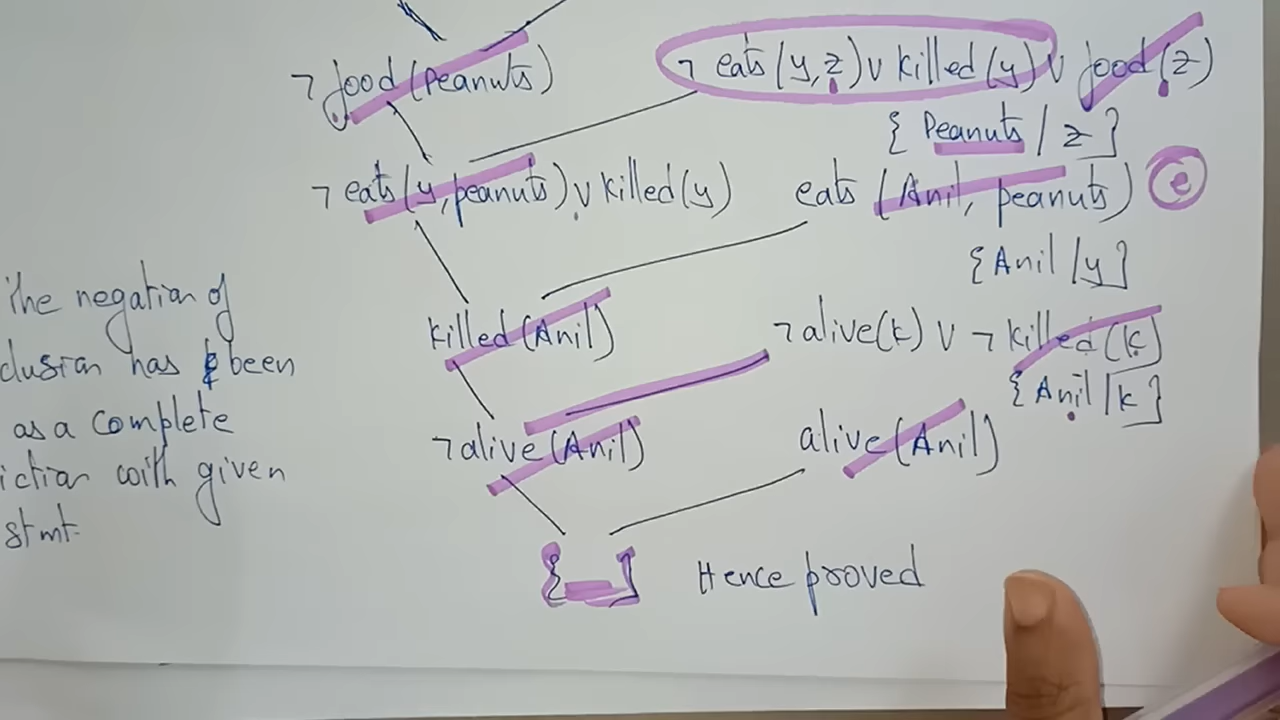 ¬ food (Peanuts)
¬ eats (y, z) ∨ killed (y) ∨ food (z)
{ Peanuts / z }
¬ eats (y, peanuts) ∨ killed (y)
eats (Anil, peanuts) e
{ Anil / y }
killed (Anil)
¬ alive (k) ∨ ¬ killed (k)
{ Anil / k }
¬ alive (Anil)
alive (Anil)
{ } Hence proved
The negation of
clusion has been
as a complete
iction with given
stmt.